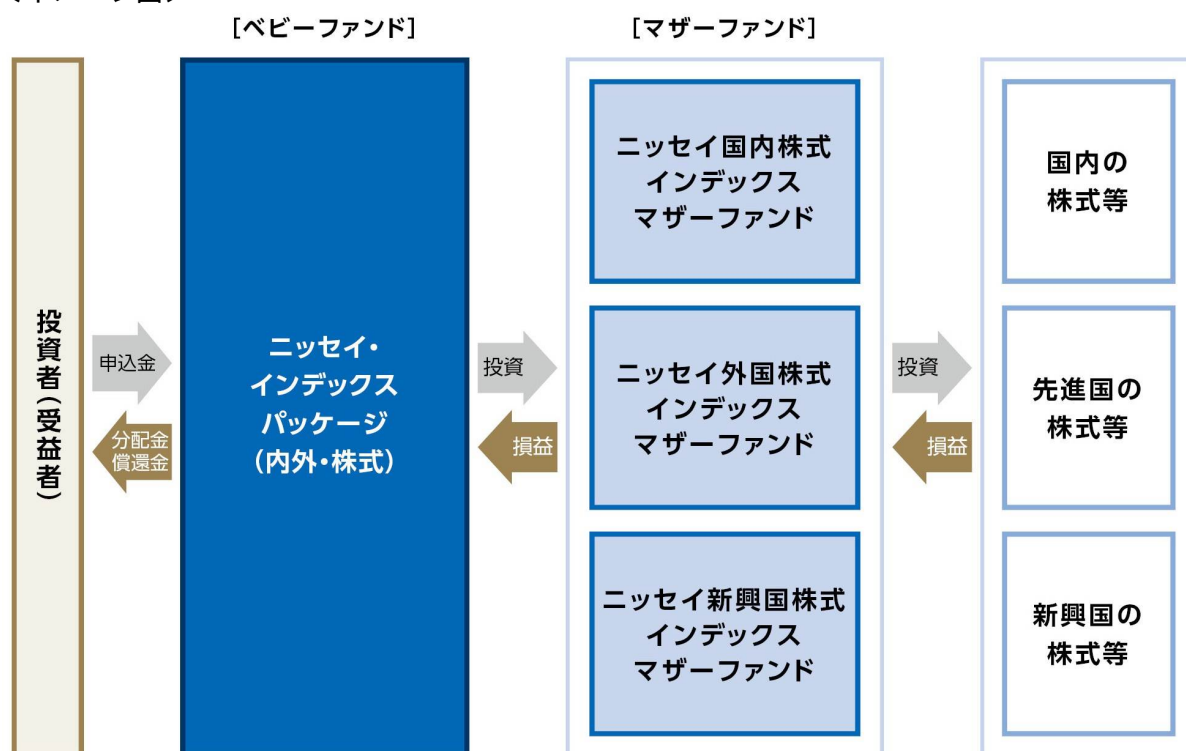 [ベビーファンド]
[マザーファンド]
投資者(受益者)
申込金
分配金
償還金
ニッセイ・
インデックス
パッケージ
(内外・株式)
投資
損益
ニッセイ国内株式
インデックス
マザーファンド
ニッセイ外国株式
インデックス
マザーファンド
ニッセイ新興国株式
インデックス
マザーファンド
投資
損益
国内の
株式等
先進国の
株式等
新興国の
株式等